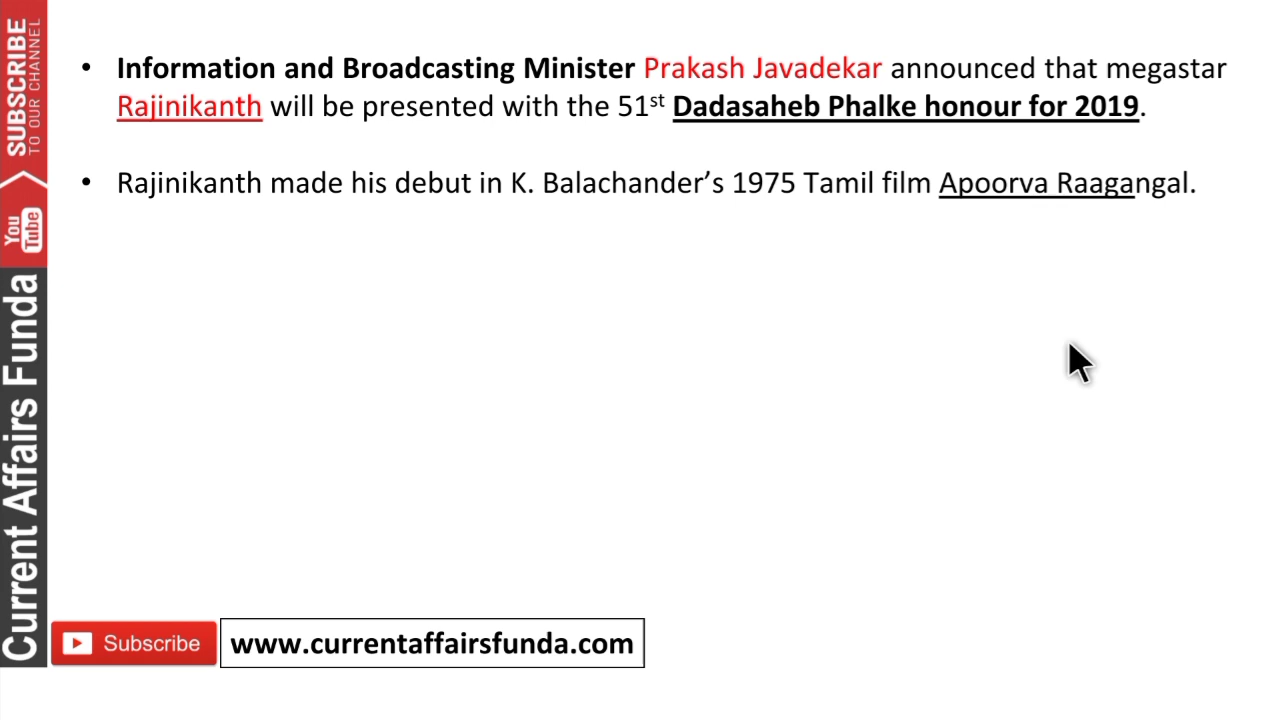 • Information and Broadcasting Minister Prakash Javadekar announced that megastar
Rajinikanth will be presented with the 51st Dadasaheb Phalke honour for 2019.
• Rajinikanth made his debut in K. Balachander’s 1975 Tamil film Apoorva Raagangal.
SUBSCRIBE
TO OUR CHANNEL
You
Tube
Current Affairs Funda
Subscribe
www.currentaffairsfunda.com